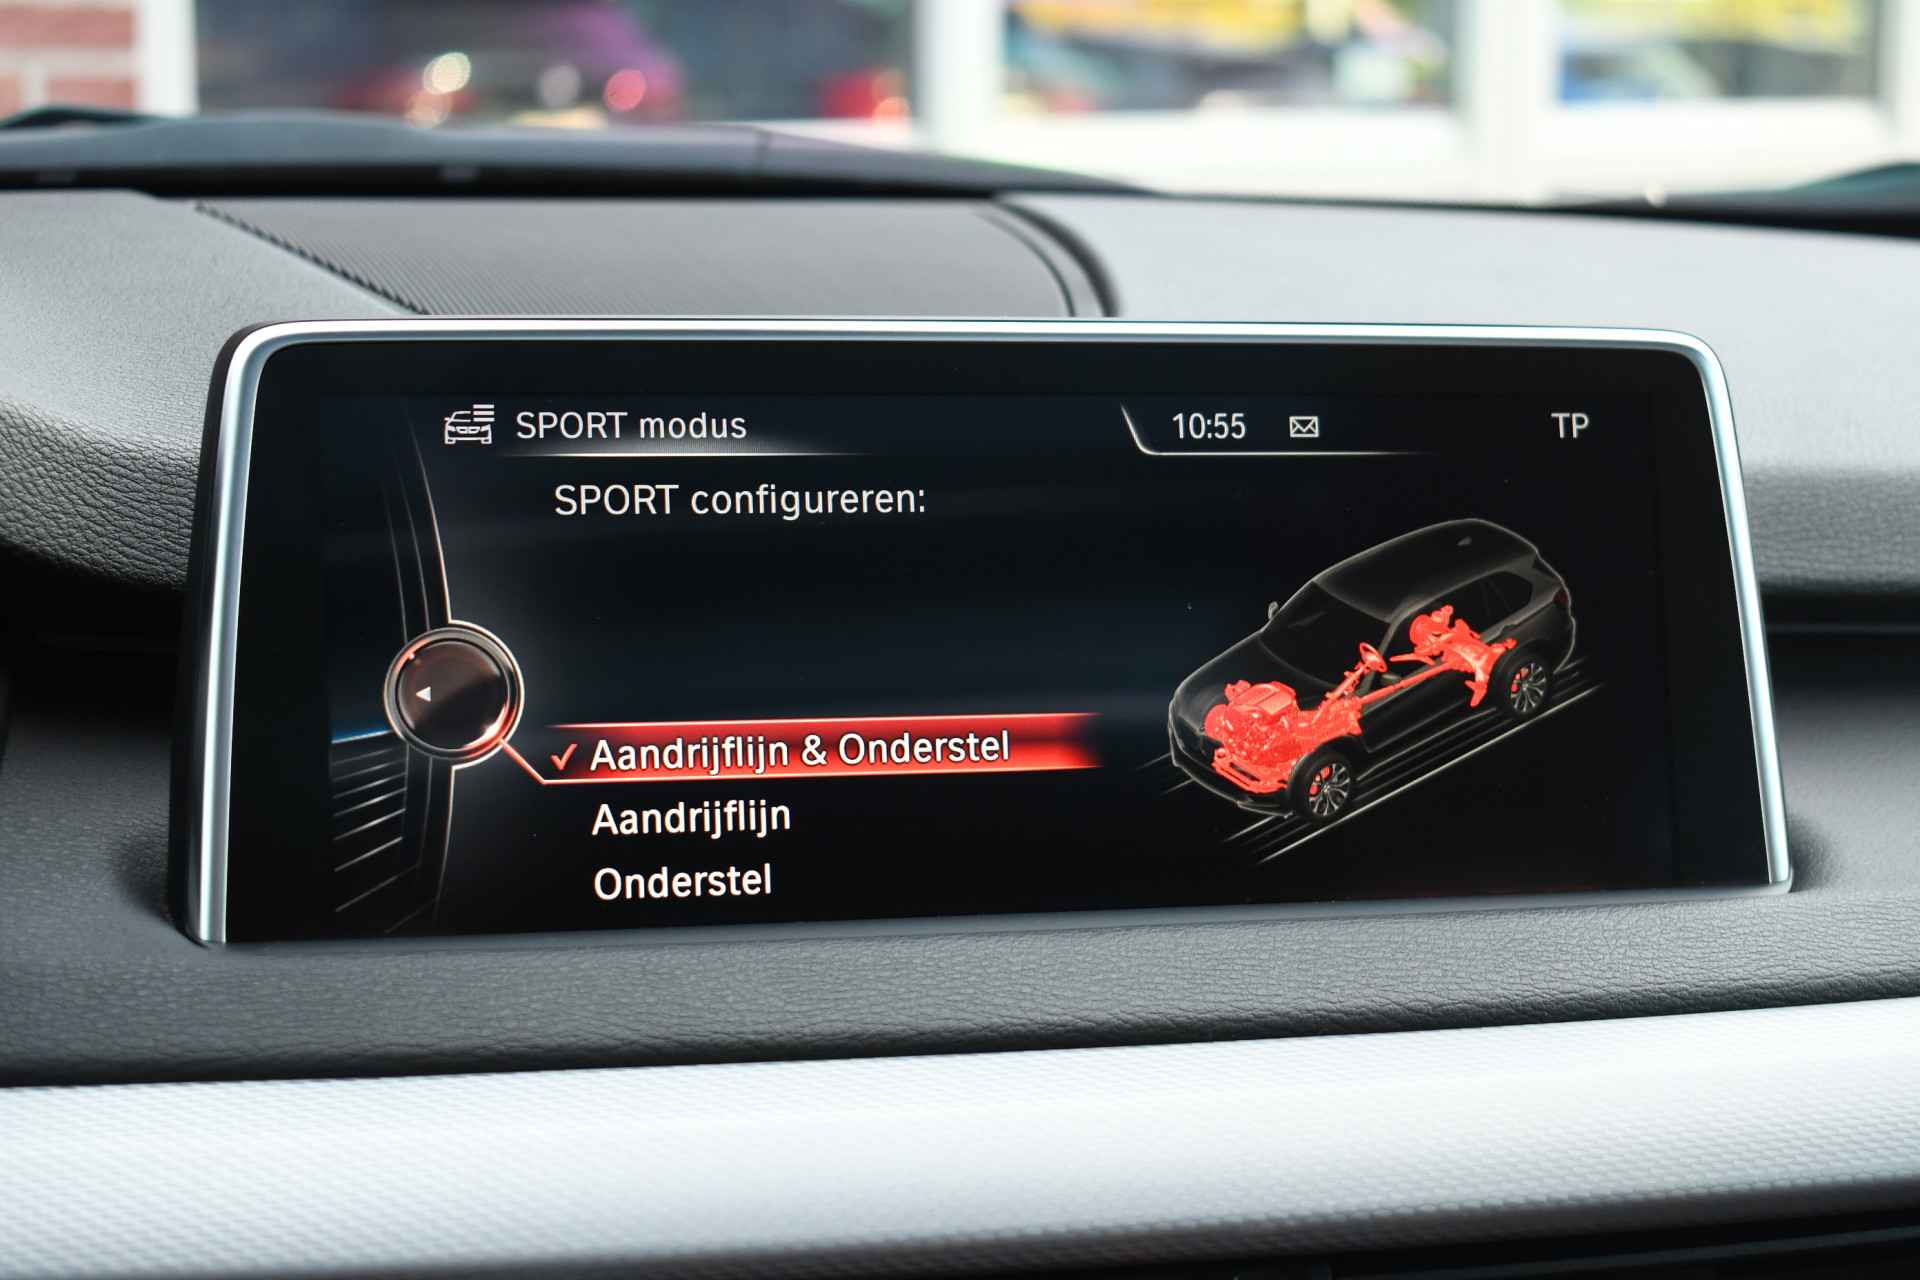 SPORT modus
10:55
TP
SPORT configureren:
Aandrijflijn & Onderstel
Aandrijflijn
Onderstel